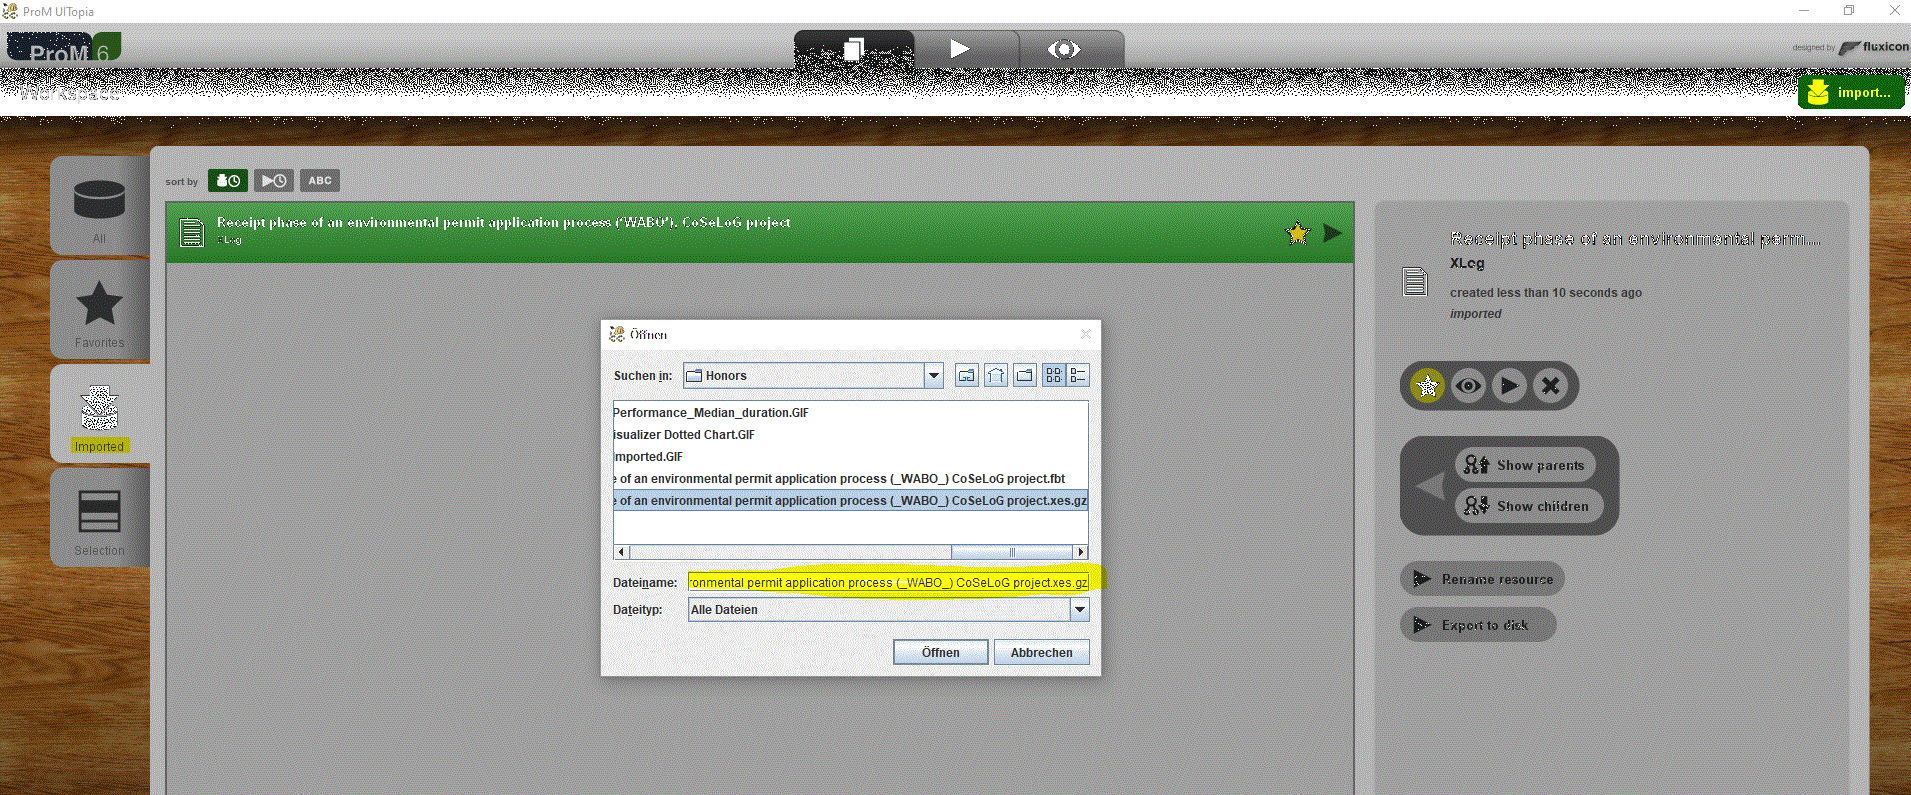 ProM UITopia
ProM 6
designed by fluxicon
Workspace
import...
All
Favorites
Imported
Selection
sort by
ABC
Receipt phase of an environmental permit application process ('WABO'), CoSeLoG project
XLog
Receipt phase of an environmental perm....
XLog
created less than 10 seconds ago
imported
Show parents
Show children
Rename resource
Export to disk
Öffnen
Suchen in: Honors
Performance_Median_duration.GIF
isualizer Dotted Chart.GIF
Imported.GIF
e of an environmental permit application process (_WABO_) CoSeLoG project.fbt
e of an environmental permit application process (_WABO_) CoSeLoG project.xes.gz
Dateiname: ronmental permit application process (_WABO_) CoSeLoG project.xes.gz
Dateityp: Alle Dateien
Öffnen
Abbrechen